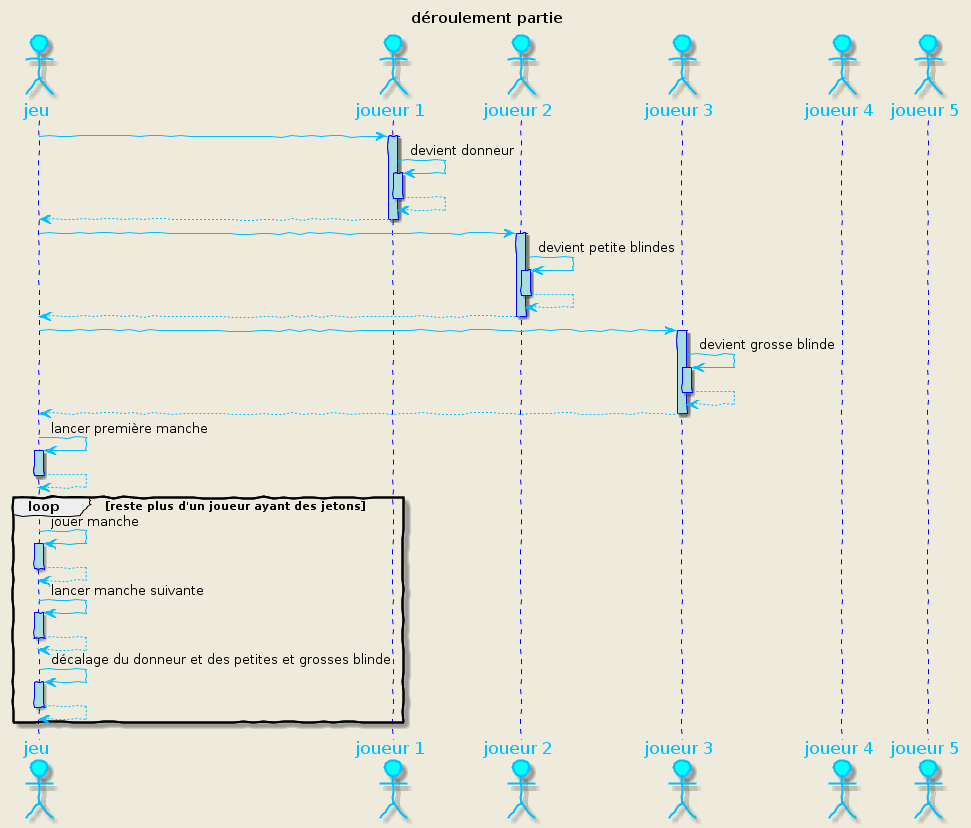 déroulement partie
jeu joueur 1 joueur 2 joueur 3 joueur 4 joueur 5
devient donneur
devient petite blindes
devient grosse blinde
lancer première manche
loop [reste plus d'un joueur ayant des jetons]
jouer manche
lancer manche suivante
décalage du donneur et des petites et grosses blinde
jeu joueur 1 joueur 2 joueur 3 joueur 4 joueur 5